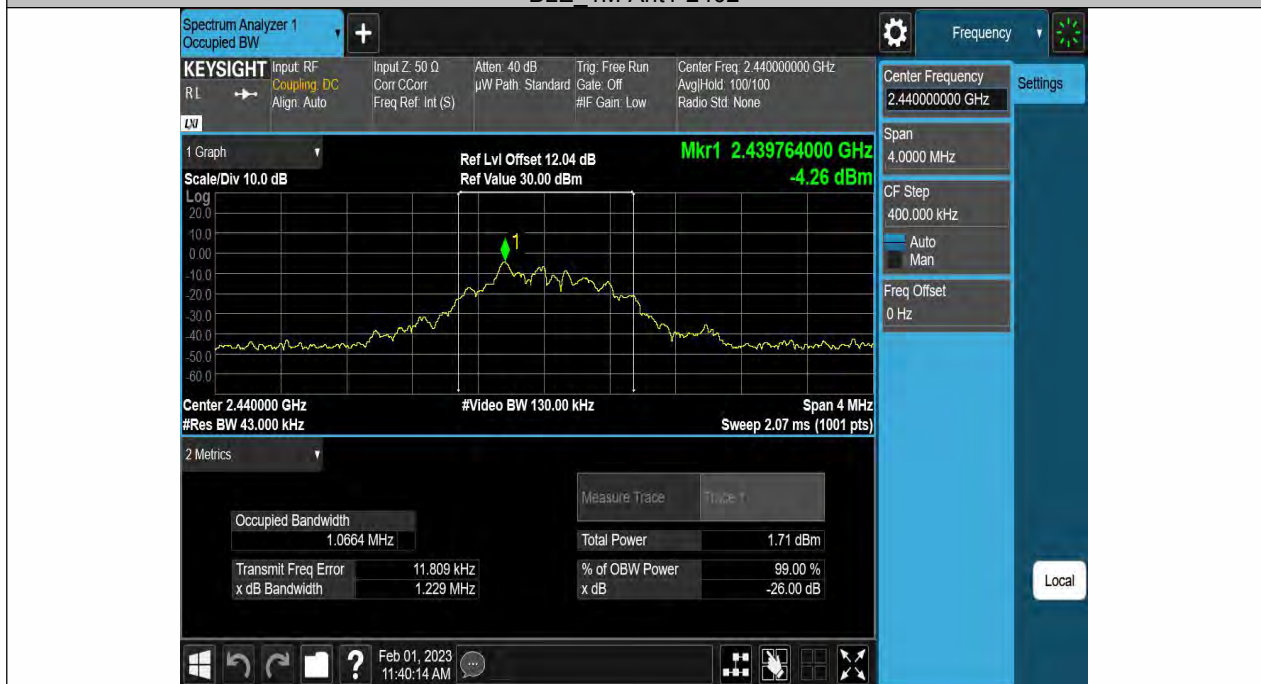 Spectrum Analyzer 1
Occupied BW
+
Frequency
KEYSIGHT
RL
LXI
Input: RF
Coupling: DC
Align: Auto
Input Z: 50 Ω
Corr CCorr
Freq Ref: Int (S)
Atten: 40 dB
µW Path: Standard
Trig: Free Run
Gate: Off
#IF Gain: Low
Center Freq: 2.440000000 GHz
Avg|Hold: 100/100
Radio Std: None
Center Frequency
2.440000000 GHz
Settings
Span
4.0000 MHz
CF Step
400.000 kHz
Auto
Man
Freq Offset
0 Hz
Local
1 Graph
Scale/Div 10.0 dB
Ref Lvl Offset 12.04 dB
Ref Value 30.00 dBm
Mkr1 2.439764000 GHz
-4.26 dBm
Log
20.0
10.0
0.00
-10.0
-20.0
-30.0
-40.0
-50.0
-60.0
1
Center 2.440000 GHz
#Res BW 43.000 kHz
#Video BW 130.00 kHz
Span 4 MHz
Sweep 2.07 ms (1001 pts)
2 Metrics
Measure Trace
Trace 1
Occupied Bandwidth
1.0664 MHz
Total Power
1.71 dBm
Transmit Freq Error
11.809 kHz
% of OBW Power
99.00 %
x dB Bandwidth
1.229 MHz
x dB
-26.00 dB
?
Feb 01, 2023
11:40:14 AM